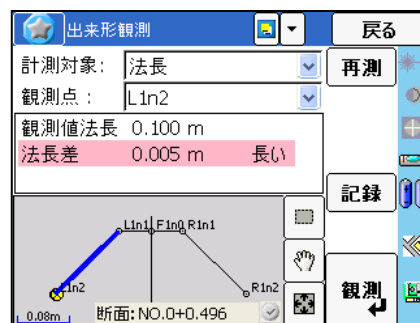 出来形観測
戻る
計測対象: 法長
再測
観測点: L1n2
観測値法長 0.100 m
法長差 0.005 m 長い
記録
L1n1 F1n0 R1n1
L1n2 R1n2
観測
0.08m 断面:NO.0+0.496